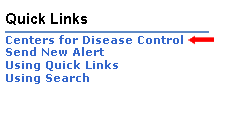 Quick Links
Centers for Disease Control
Send New Alert
Using Quick Links
Using Search